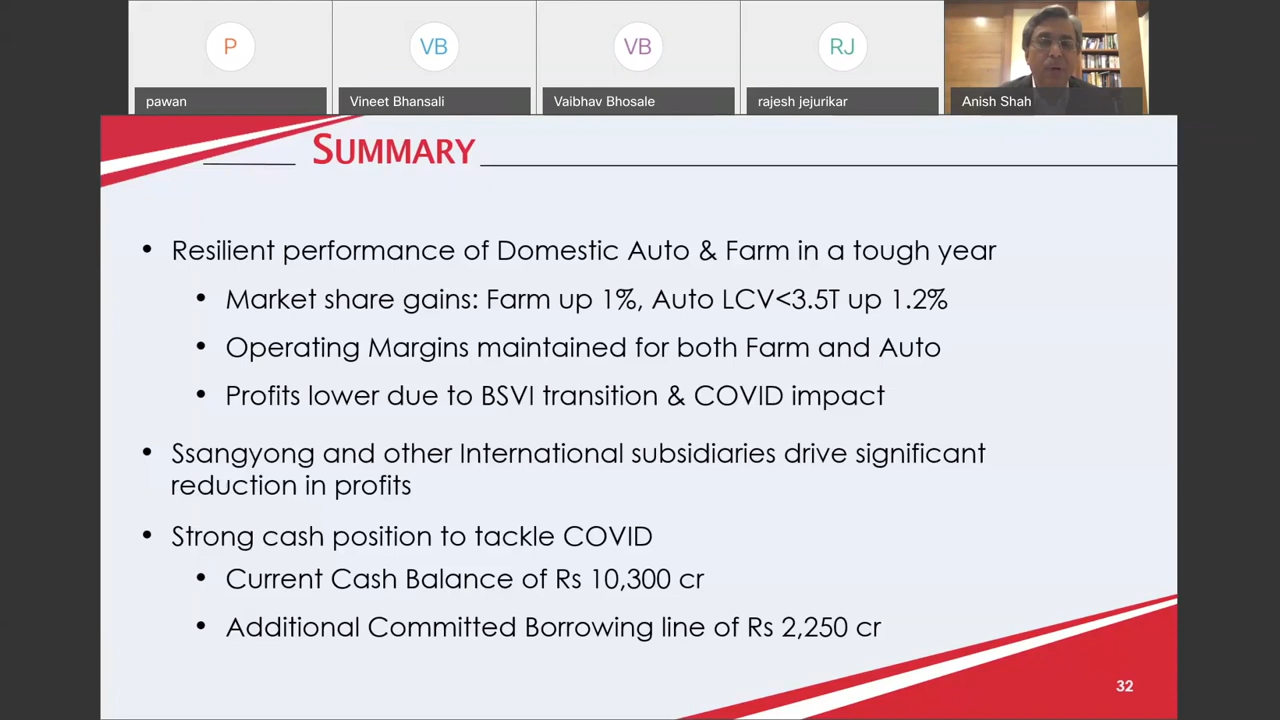 P
VB
VB
RJ
pawan
Vineet Bhansali
Vaibhav Bhosale
rajesh jejurikar
Anish Shah
SUMMARY
• Resilient performance of Domestic Auto & Farm in a tough year
• Market share gains: Farm up 1%, Auto LCV<3.5T up 1.2%
• Operating Margins maintained for both Farm and Auto
• Profits lower due to BSVI transition & COVID impact
• Ssangyong and other International subsidiaries drive significant
reduction in profits
• Strong cash position to tackle COVID
• Current Cash Balance of Rs 10,300 cr
• Additional Committed Borrowing line of Rs 2,250 cr
32